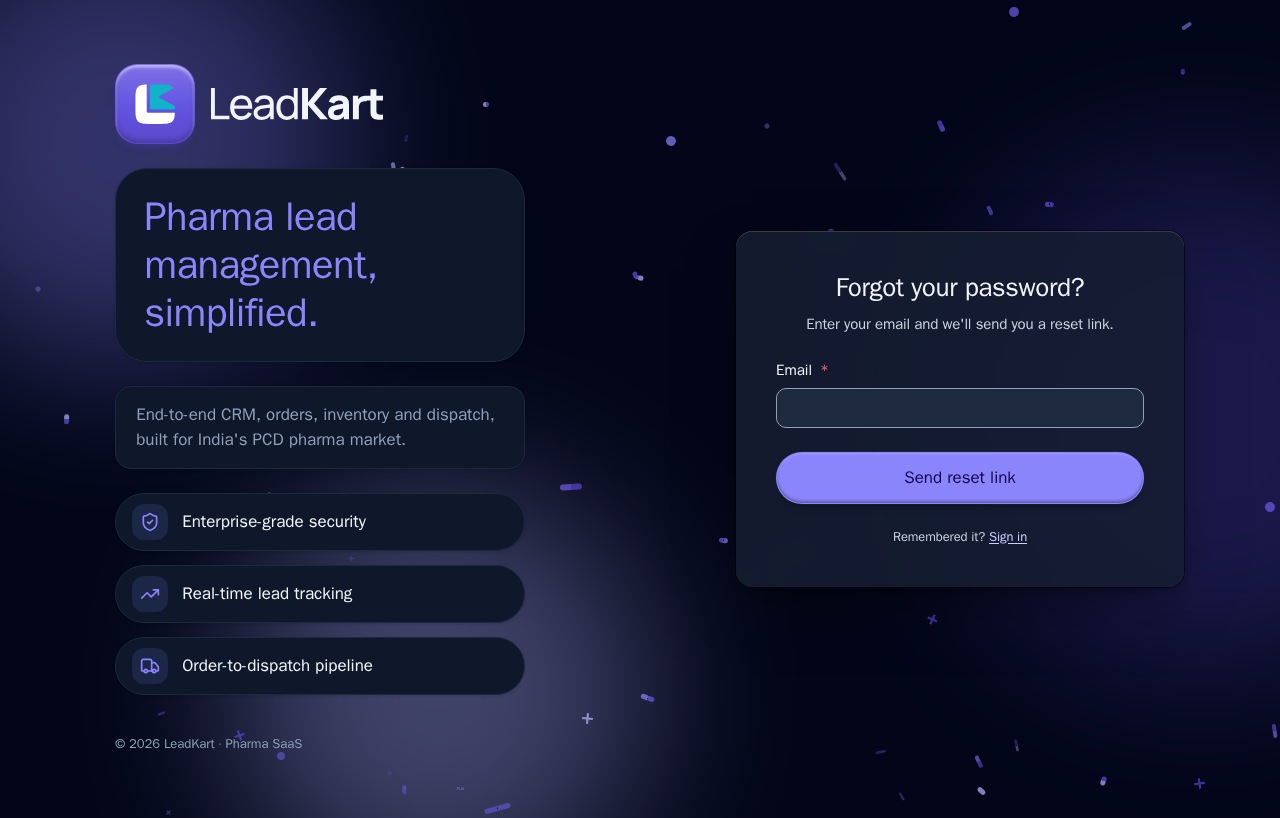 LeadKart
Pharma lead
management,
simplified.
End-to-end CRM, orders, inventory and dispatch,
built for India's PCD pharma market.
Enterprise-grade security
Real-time lead tracking
Order-to-dispatch pipeline
© 2026 LeadKart · Pharma SaaS
Forgot your password?
Enter your email and we'll send you a reset link.
Email *
Send reset link
Remembered it? Sign in